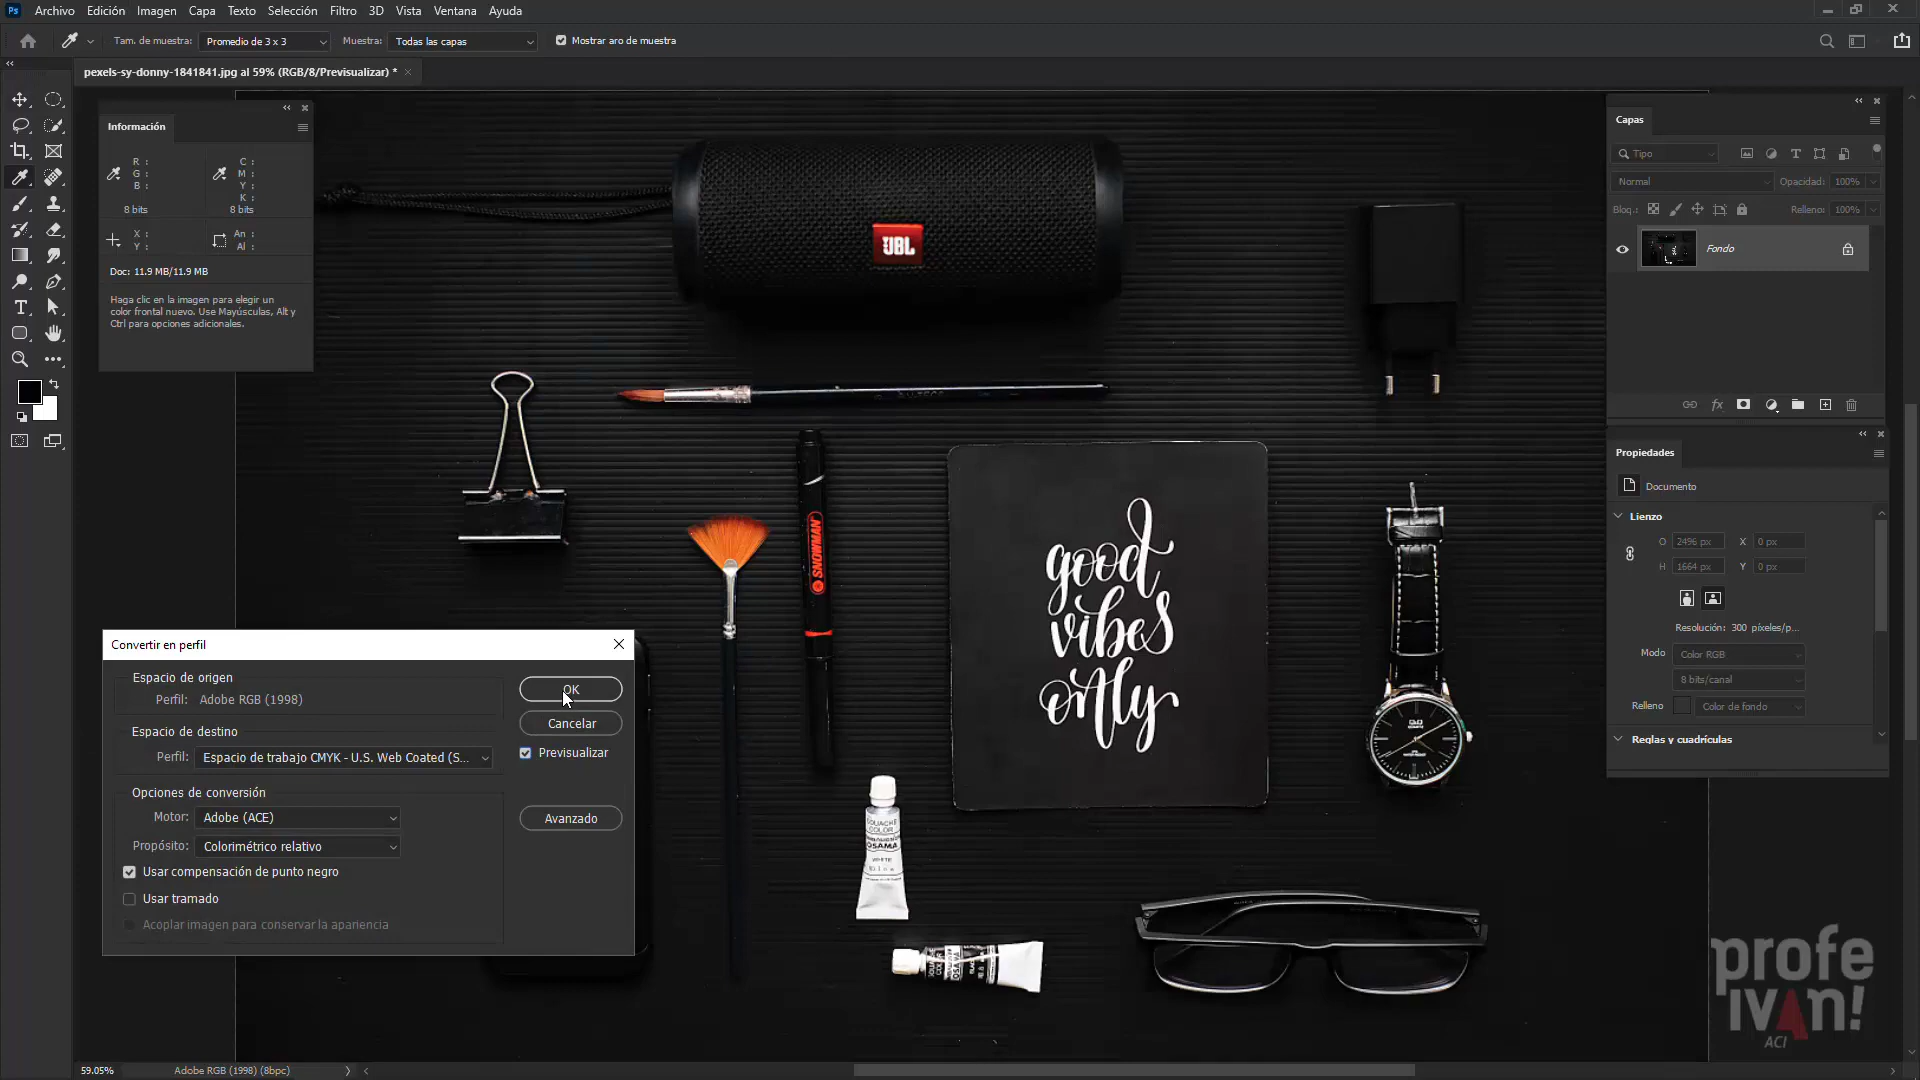 Ps Archivo Edición Imagen Capa Texto Selección Filtro 3D Vista Ventana Ayuda
Tam. de muestra: Promedio de 3 x 3 Muestra: Todas las capas Mostrar aro de muestra
pexels-sy-donny-1841841.jpg al 59% (RGB/8/Previsualizar) *
Información
R :
G :
B :
8 bits
C :
M :
Y :
K :
8 bits
X :
Y :
An :
Al :
Doc: 11.9 MB/11.9 MB
Haga clic en la imagen para elegir un
color frontal nuevo. Use Mayúsculas, Alt y
Ctrl para opciones adicionales.
JBL
SNOWMAN
good
vibes
only
GOUACHE
COLOR
OSAMA
WHITE
Convertir en perfil
Espacio de origen
Perfil: Adobe RGB (1998)
Espacio de destino
Perfil: Espacio de trabajo CMYK - U.S. Web Coated (S...
Opciones de conversión
Motor: Adobe (ACE)
Propósito: Colorimétrico relativo
Usar compensación de punto negro
Usar tramado
Acoplar imagen para conservar la apariencia
OK
Cancelar
Previsualizar
Avanzado
Capas
Tipo
Normal Opacidad: 100%
Bloq.: Relleno: 100%
Fondo
Propiedades
Documento
Lienzo
O 2496 px X 0 px
H 1664 px Y 0 px
Resolución: 300 píxeles/p...
Modo Color RGB
8 bits/canal
Relleno Color de fondo
Reglas y cuadrículas
profe
IVAN!
ACI
59.05% Adobe RGB (1998) (8bpc)